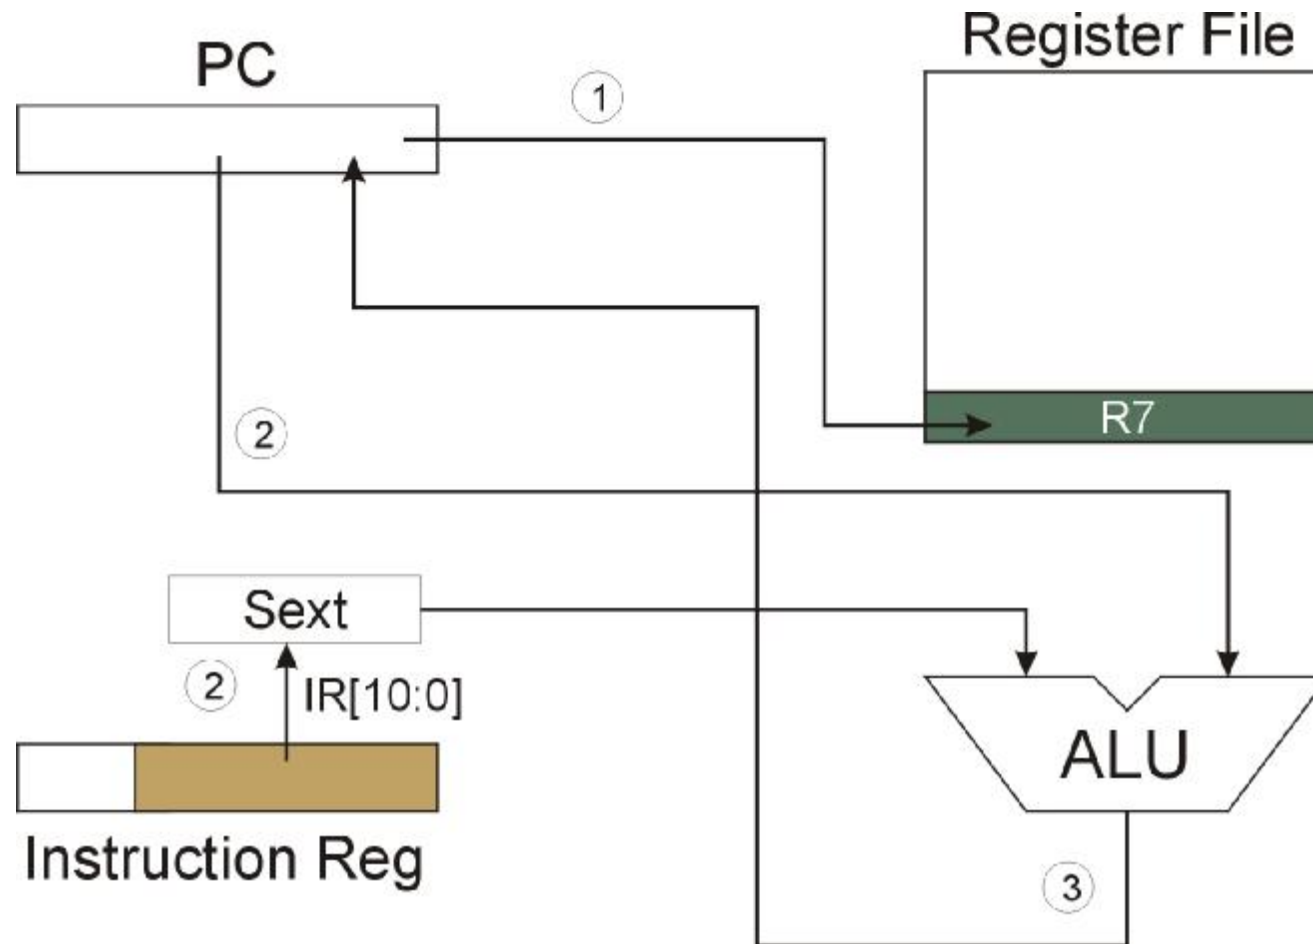 Register File
PC
1
R7
2
Sext
2
IR[10:0]
ALU
Instruction Reg
3